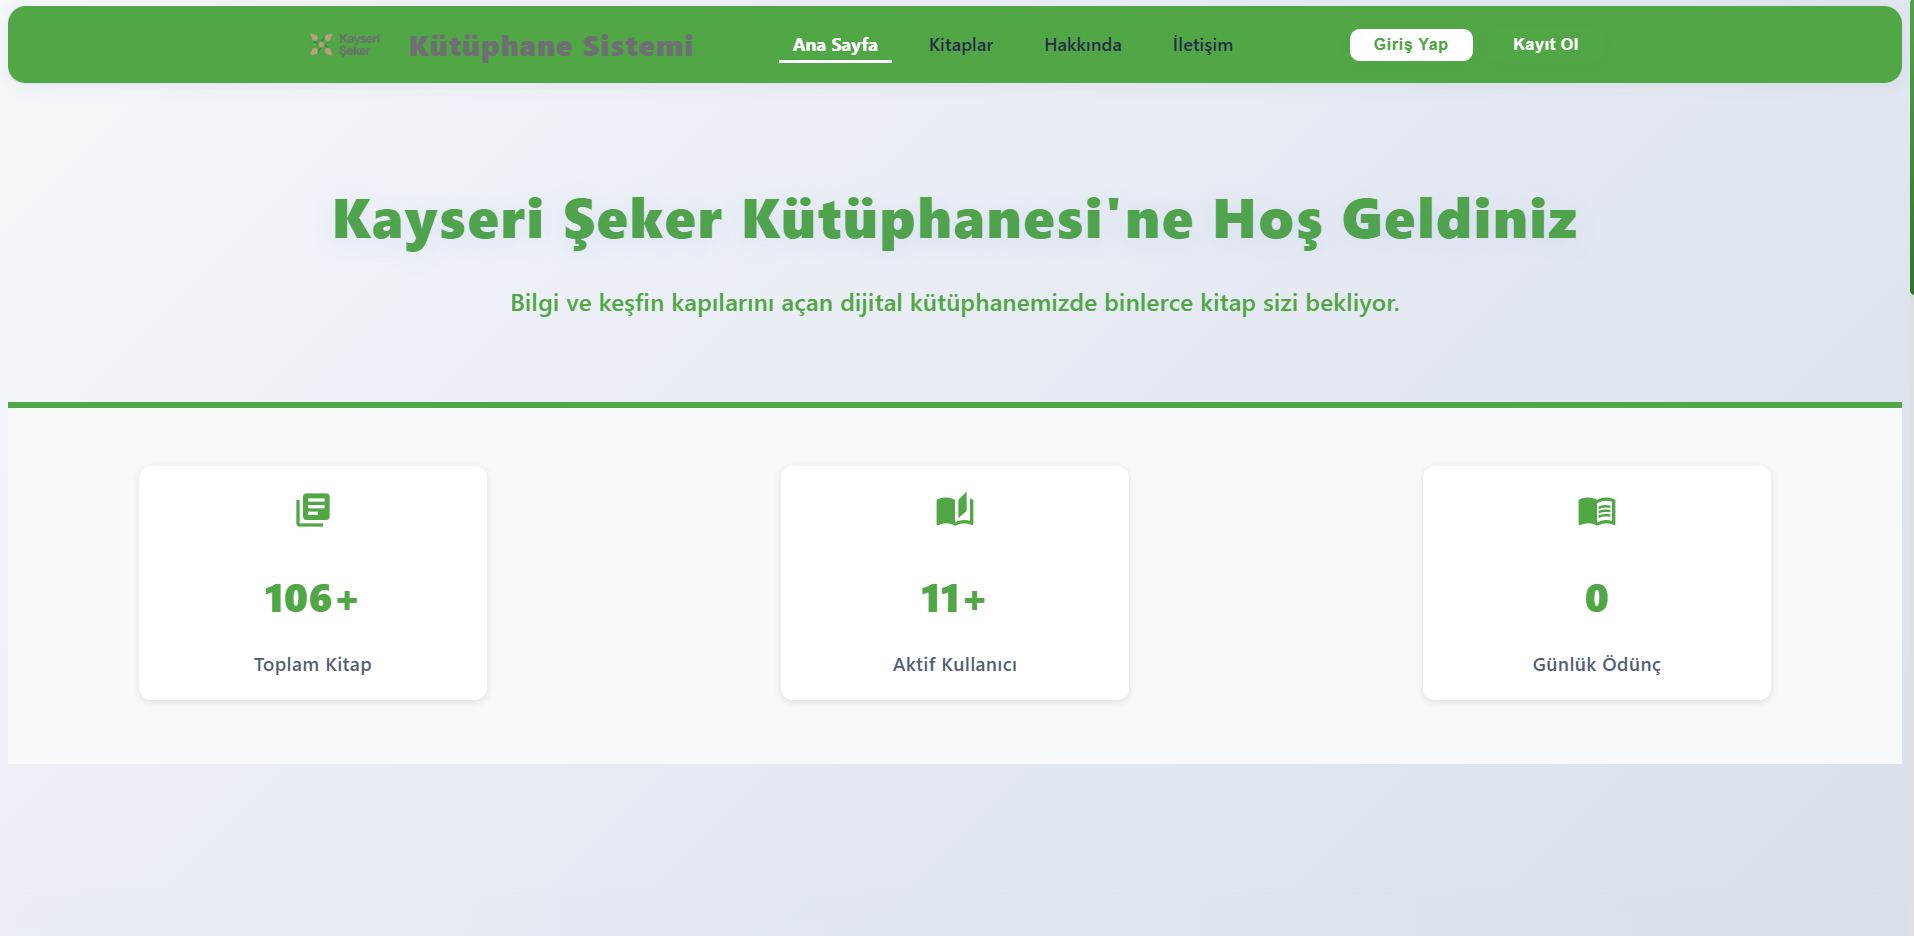 Kayseri
Şeker
Kütüphane Sistemi
Ana Sayfa
Kitaplar
Hakkında
İletişim
Giriş Yap
Kayıt Ol
Kayseri Şeker Kütüphanesi'ne Hoş Geldiniz
Bilgi ve keşfin kapılarını açan dijital kütüphanemizde binlerce kitap sizi bekliyor.
106+
Toplam Kitap
11+
Aktif Kullanıcı
0
Günlük Ödünç